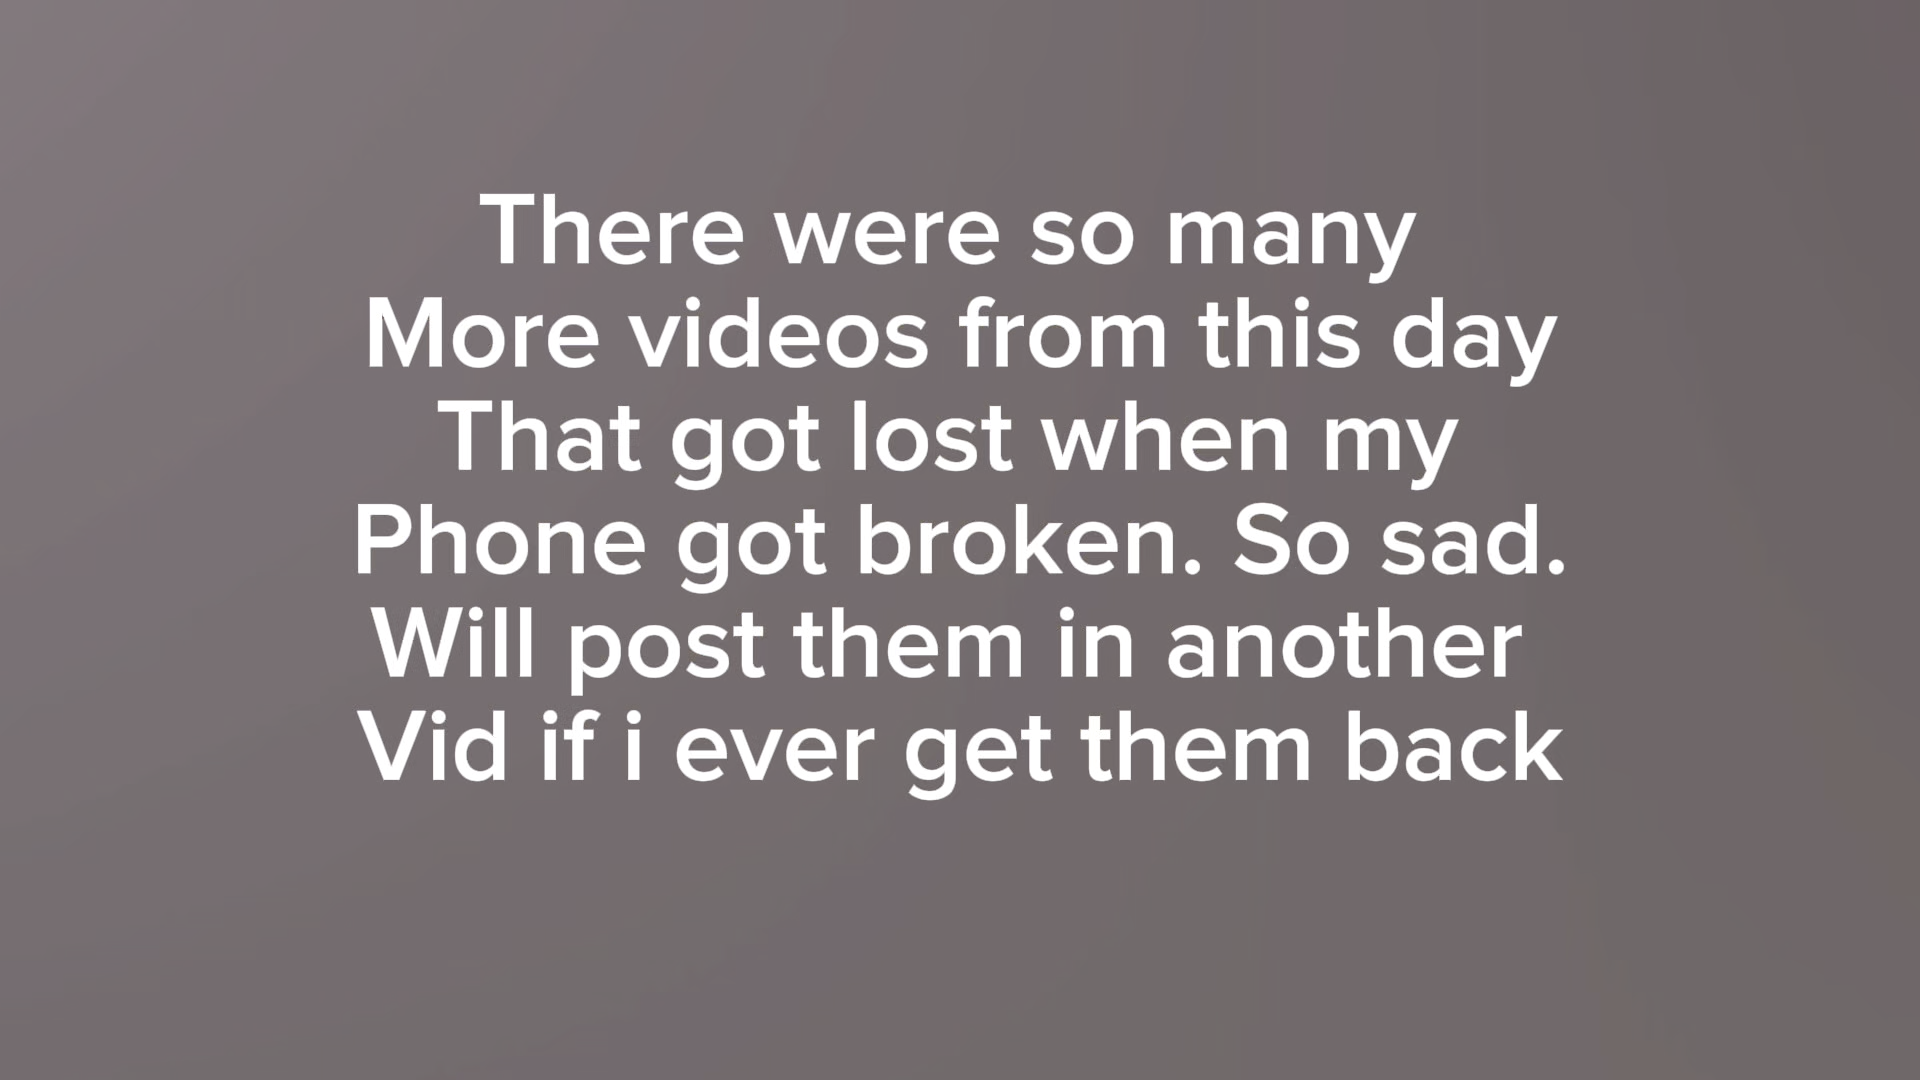 There were so many
More videos from this day
That got lost when my
Phone got broken. So sad.
Will post them in another
Vid if i ever get them back